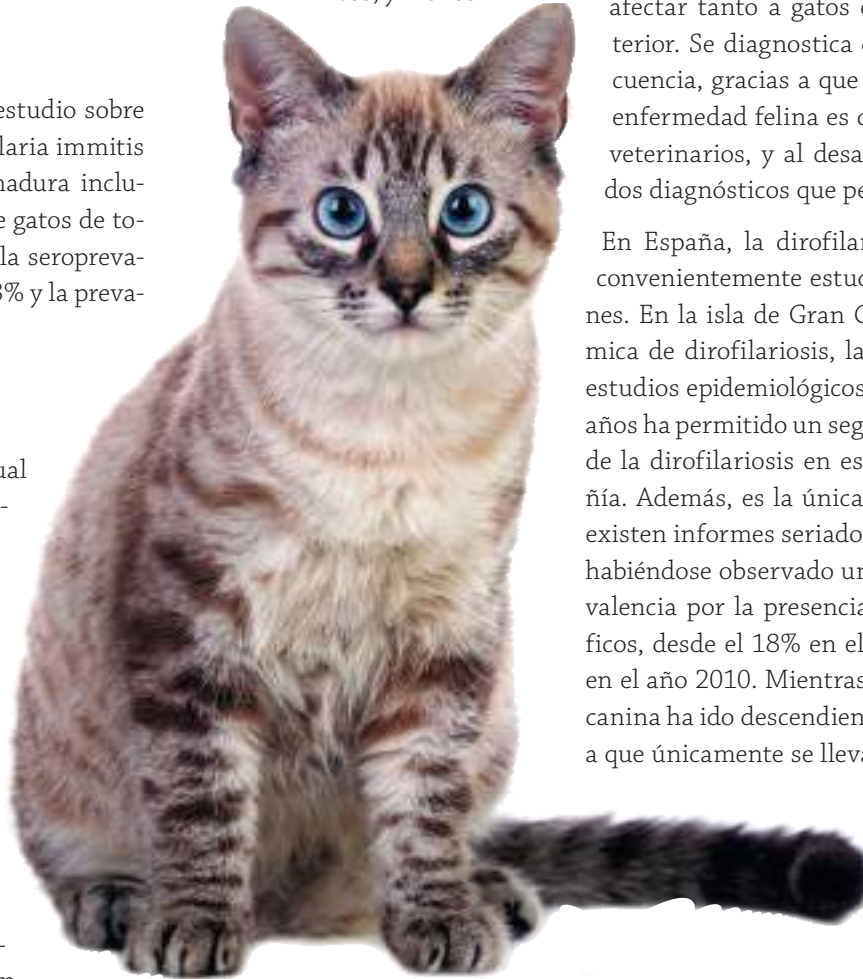 estudio sobre
laria immitis
nadura inclu-
e gatos de to-
la seropreva-
8% y la preva-
ual
-
-
afectar tanto a gatos
terior. Se diagnostica
cuencia, gracias a que
enfermedad felina es
veterinarios, y al desa
dos diagnósticos que pe
En España, la dirofilar
convenientemente estud
nes. En la isla de Gran
mica de dirofilariosis, la
estudios epidemiológicos
años ha permitido un seg
de la dirofilariosis en es
ñía. Además, es la única
existen informes seriado
habiéndose observado un
valencia por la presencia
ficos, desde el 18% en el
en el año 2010. Mientras
canina ha ido descendien
a que únicamente se lleva